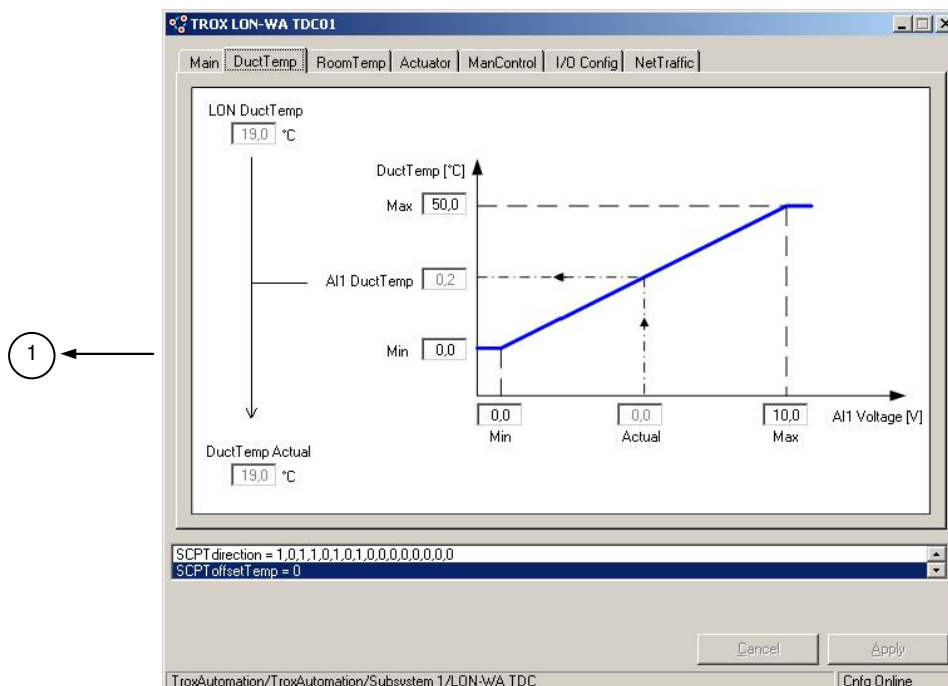 TROX LON-WA TDC01
Main DuctTemp RoomTemp Actuator ManControl I/O Config NetTraffic
LON DuctTemp
19,0 °C
DuctTemp [°C]
Max 50,0
AI1 DuctTemp 0,2
1
Min 0,0
0,0 0,0 10,0 AI1 Voltage [V]
Min Actual Max
DuctTemp Actual
19,0 °C
SCPTdirection = 1,0,1,1,0,1,0,1,0,0,0,0,0,0,0,0
SCPToffsetTemp = 0
Cancel Apply
TroxAutomation/TroxAutomation/Subsystem 1/LON-WA TDC Cnfg Online